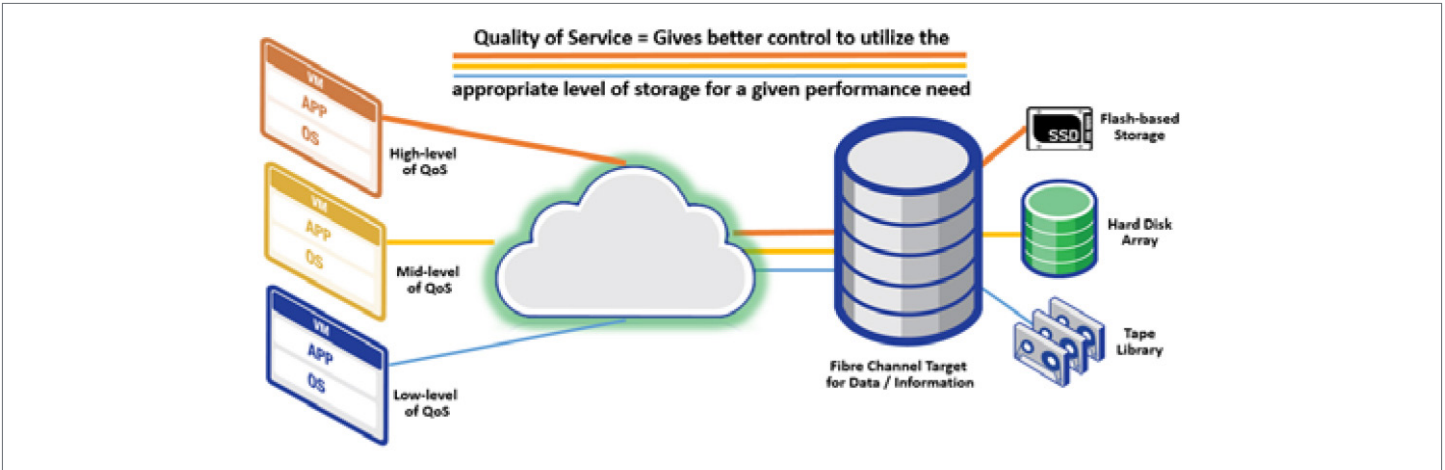 Quality of Service = Gives better control to utilize the
appropriate level of storage for a given performance need
VM
APP
OS
High-level
of QoS
VM
APP
OS
Mid-level
of QoS
VM
APP
OS
Low-level
of QoS
Fibre Channel Target
for Data / Information
SSD
Flash-based
Storage
Hard Disk
Array
Tape
Library